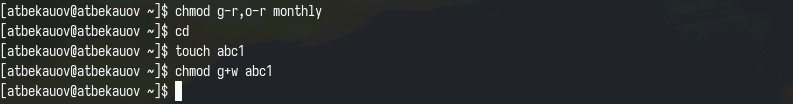 [atbekauov@atbekauov ~]$ chmod g-r,o-r monthly
[atbekauov@atbekauov ~]$ cd
[atbekauov@atbekauov ~]$ touch abc1
[atbekauov@atbekauov ~]$ chmod g+w abc1
[atbekauov@atbekauov ~]$